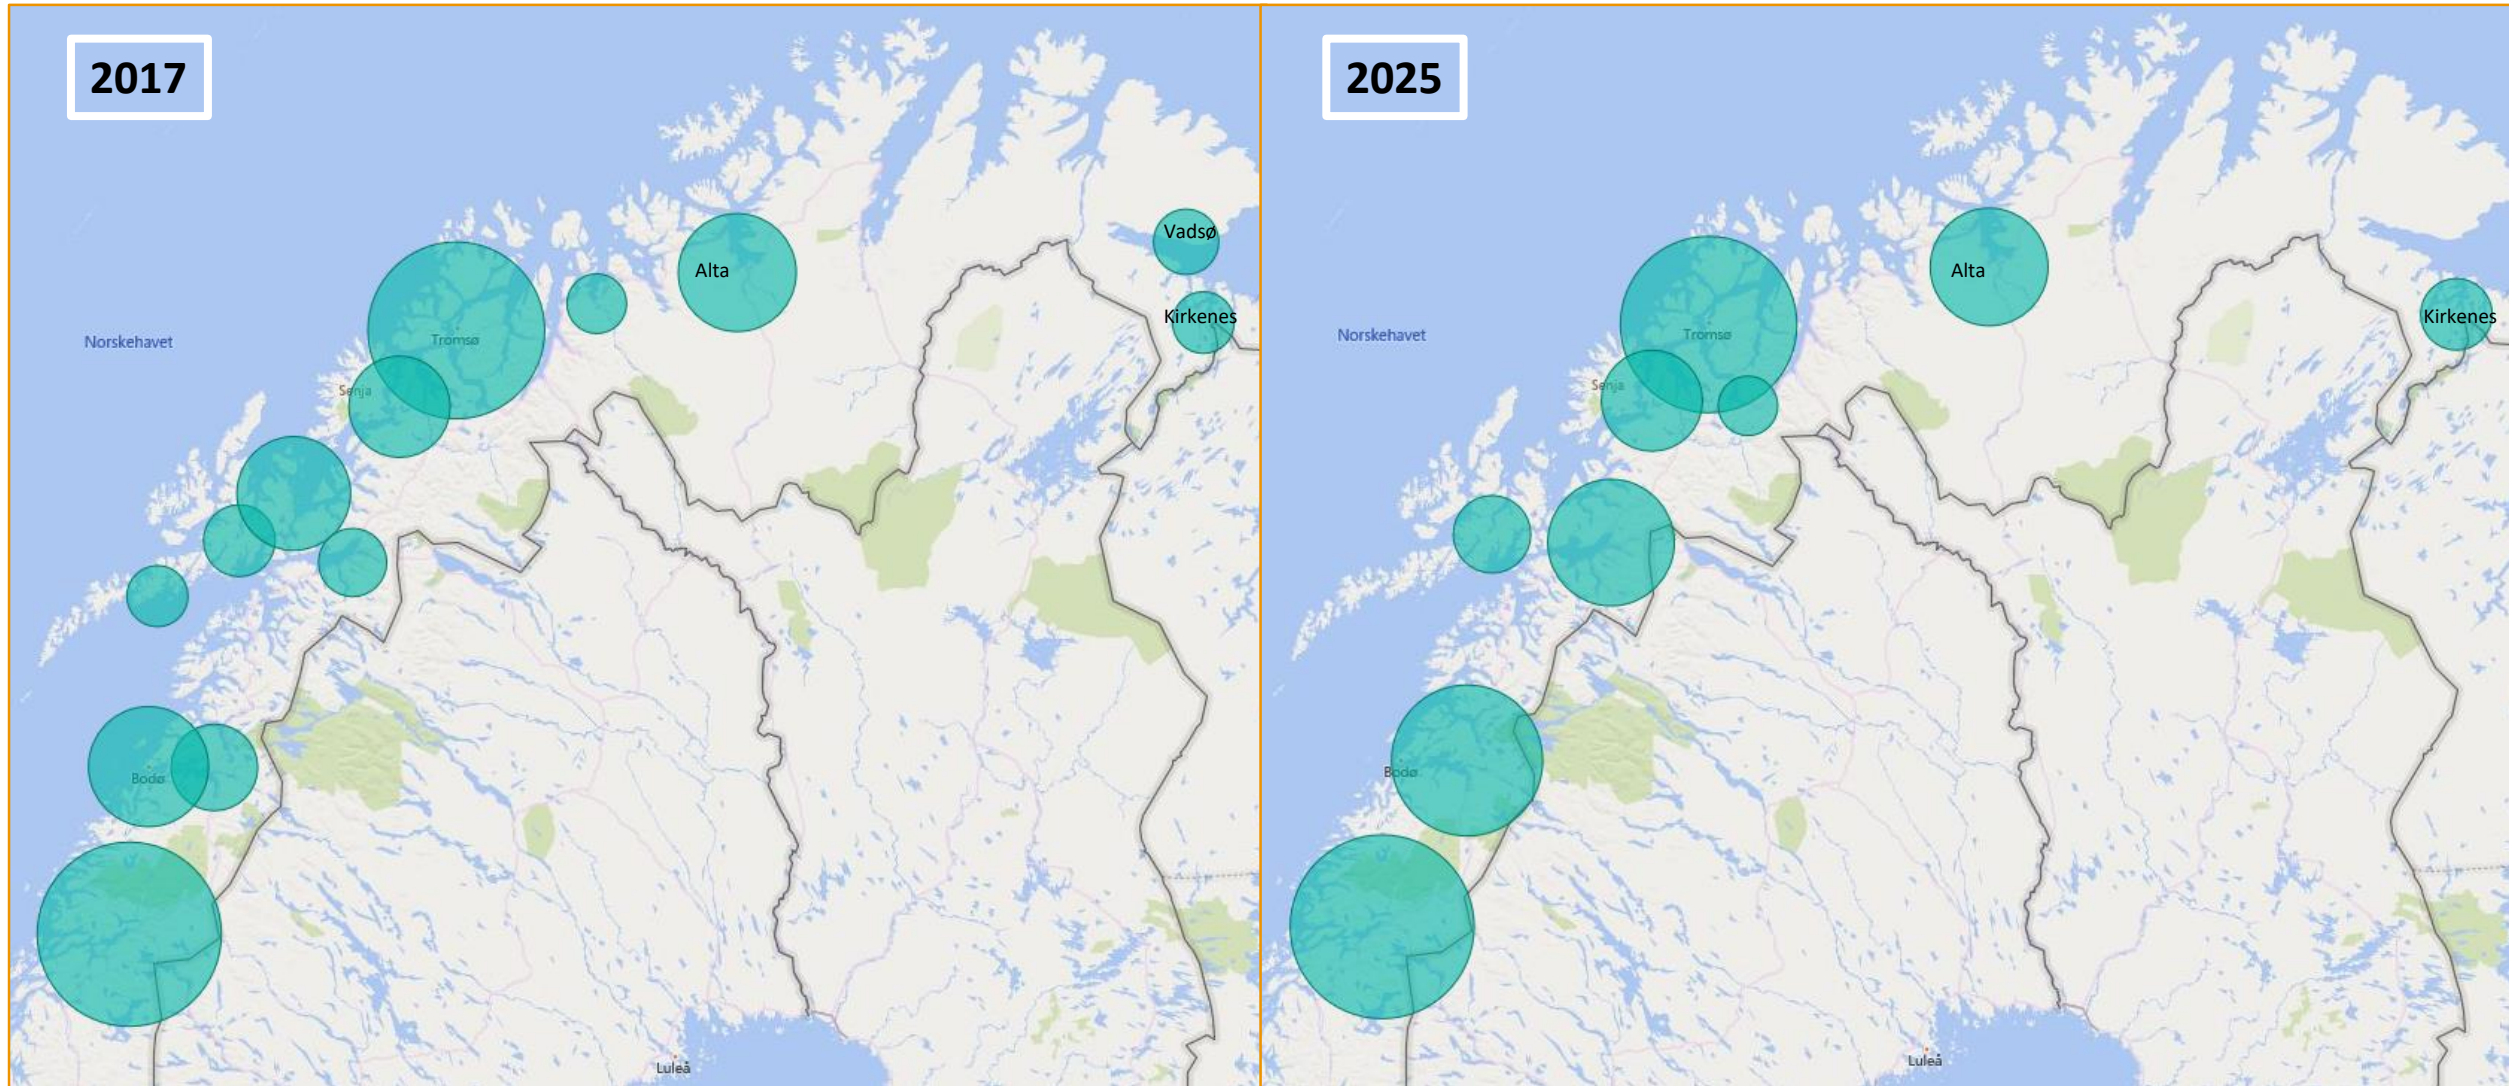 2017
Vadsø
Alta
Kirkenes
Tromsø
Norskehavet
Senja
Bodø
Luleå
2025
Alta
Kirkenes
Tromsø
Norskehavet
Senja
Bodø
Luleå